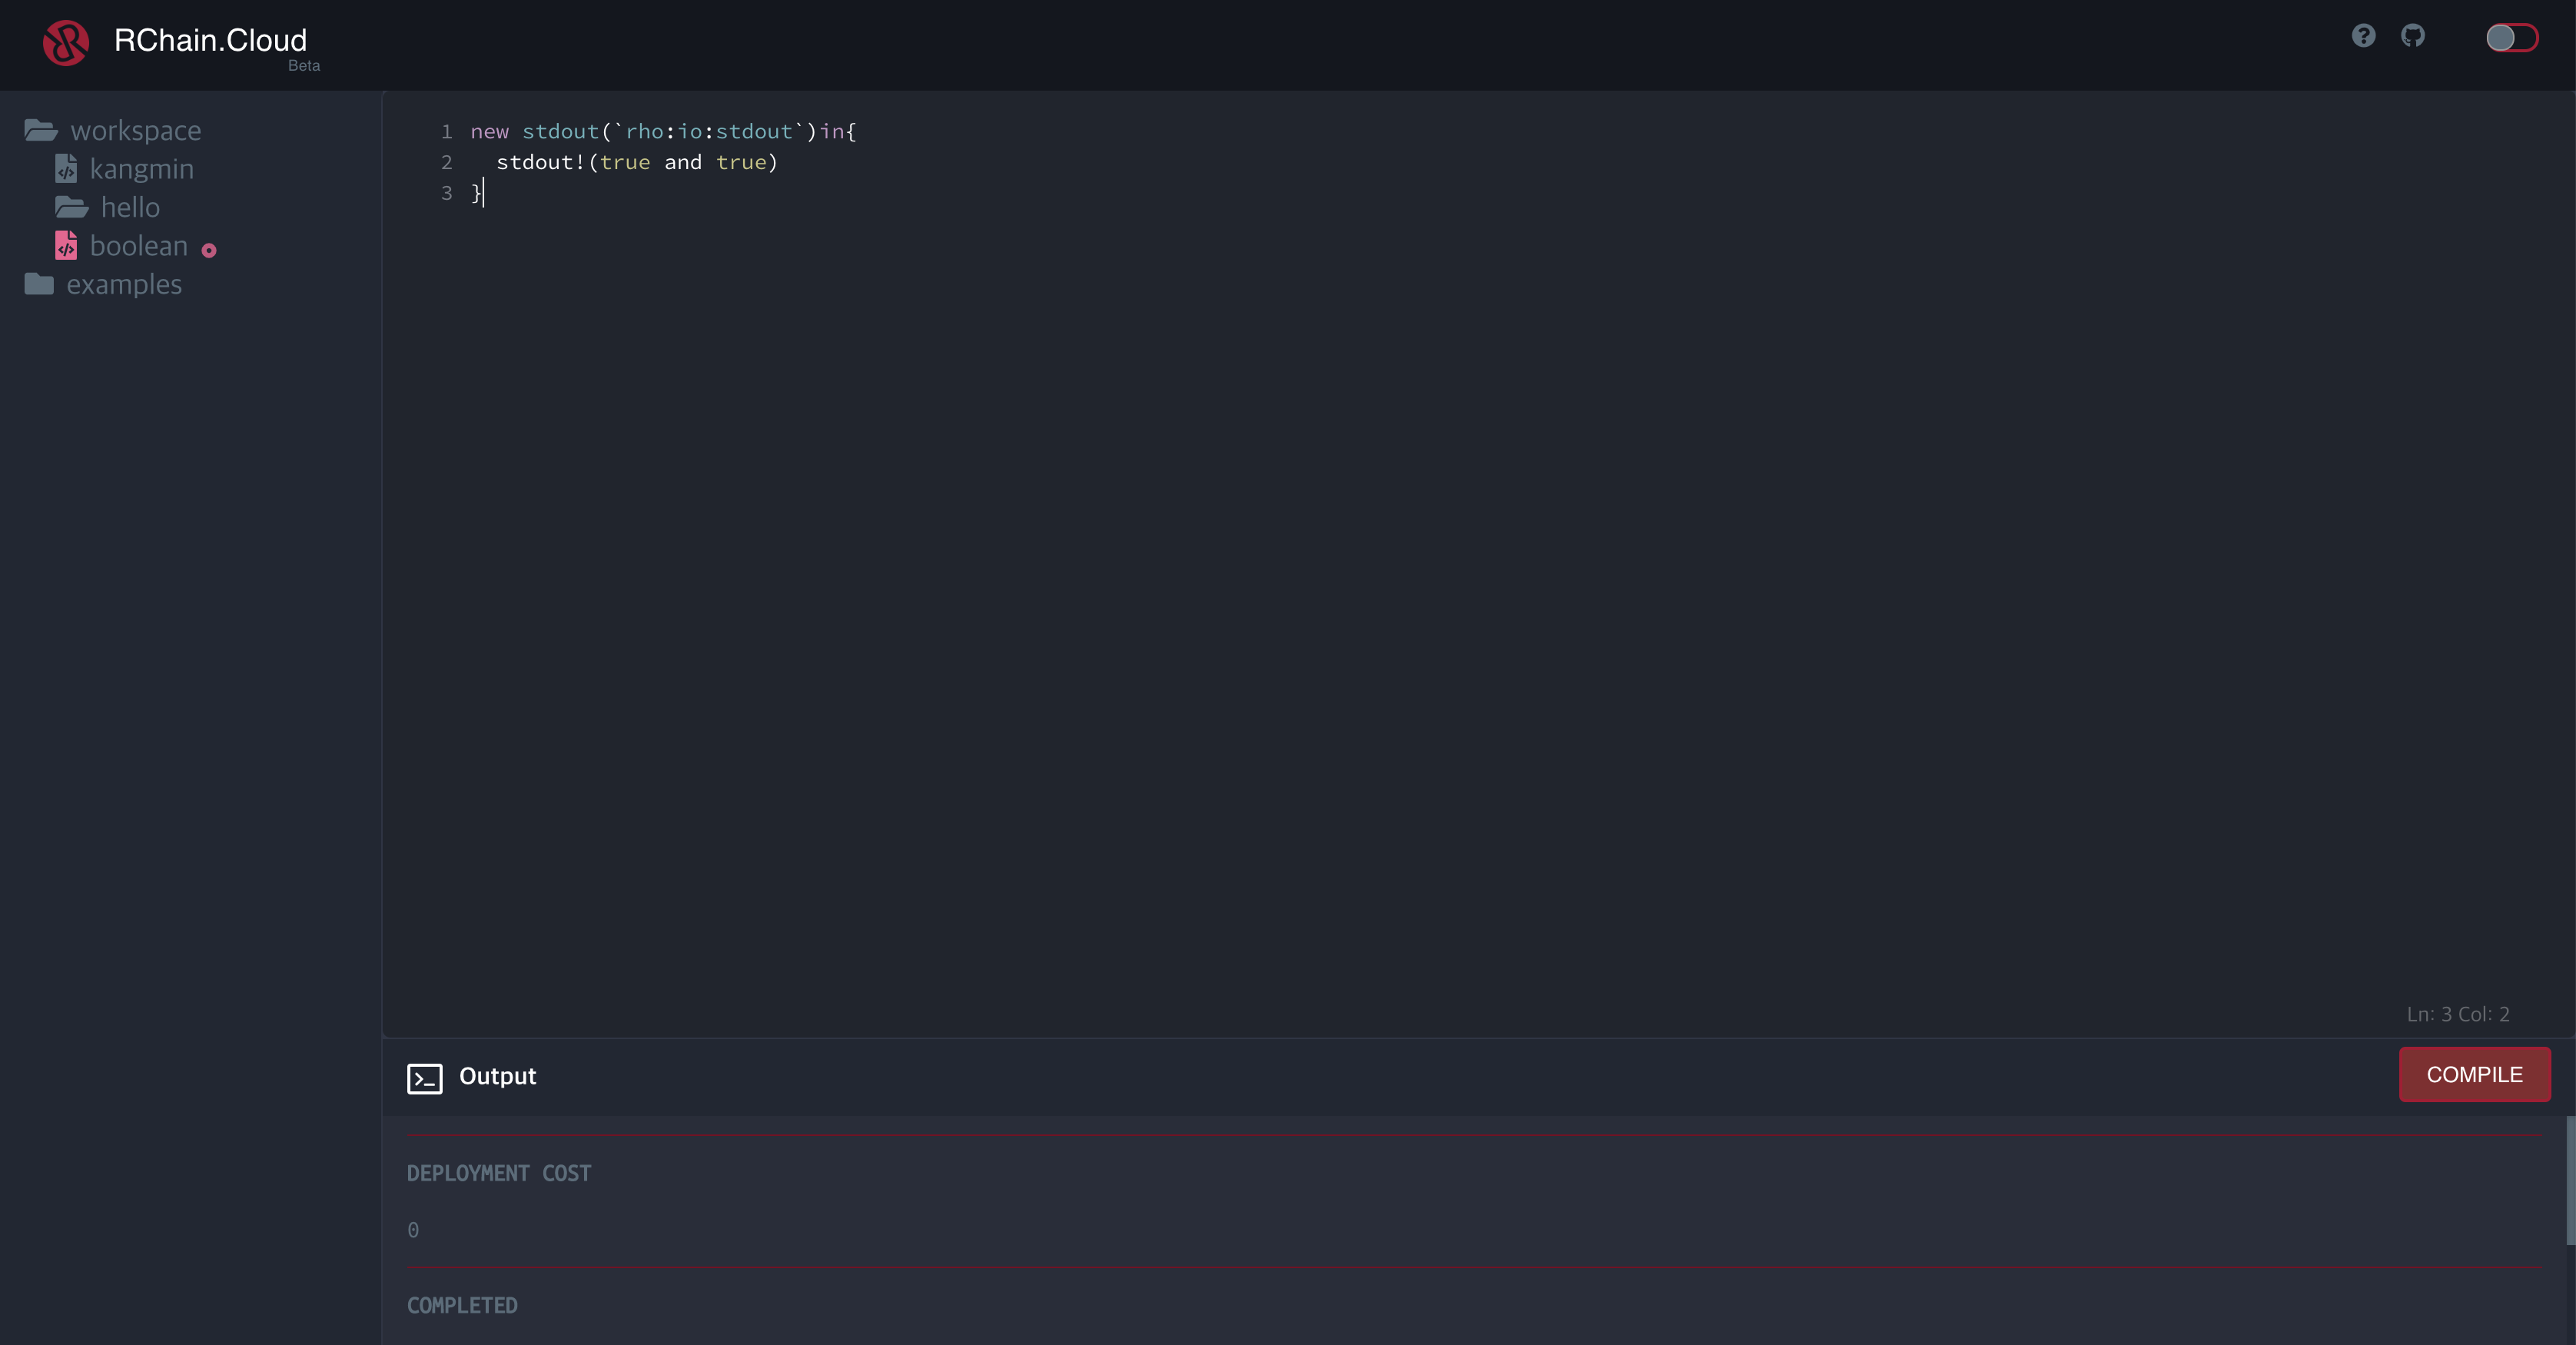 RChain.Cloud
Beta
workspace
kangmin
hello
boolean
examples
1 new stdout(`rho:io:stdout`)in{
2   stdout!(true and true)
3 }
Ln: 3 Col: 2
Output
COMPILE
DEPLOYMENT COST
0
COMPLETED